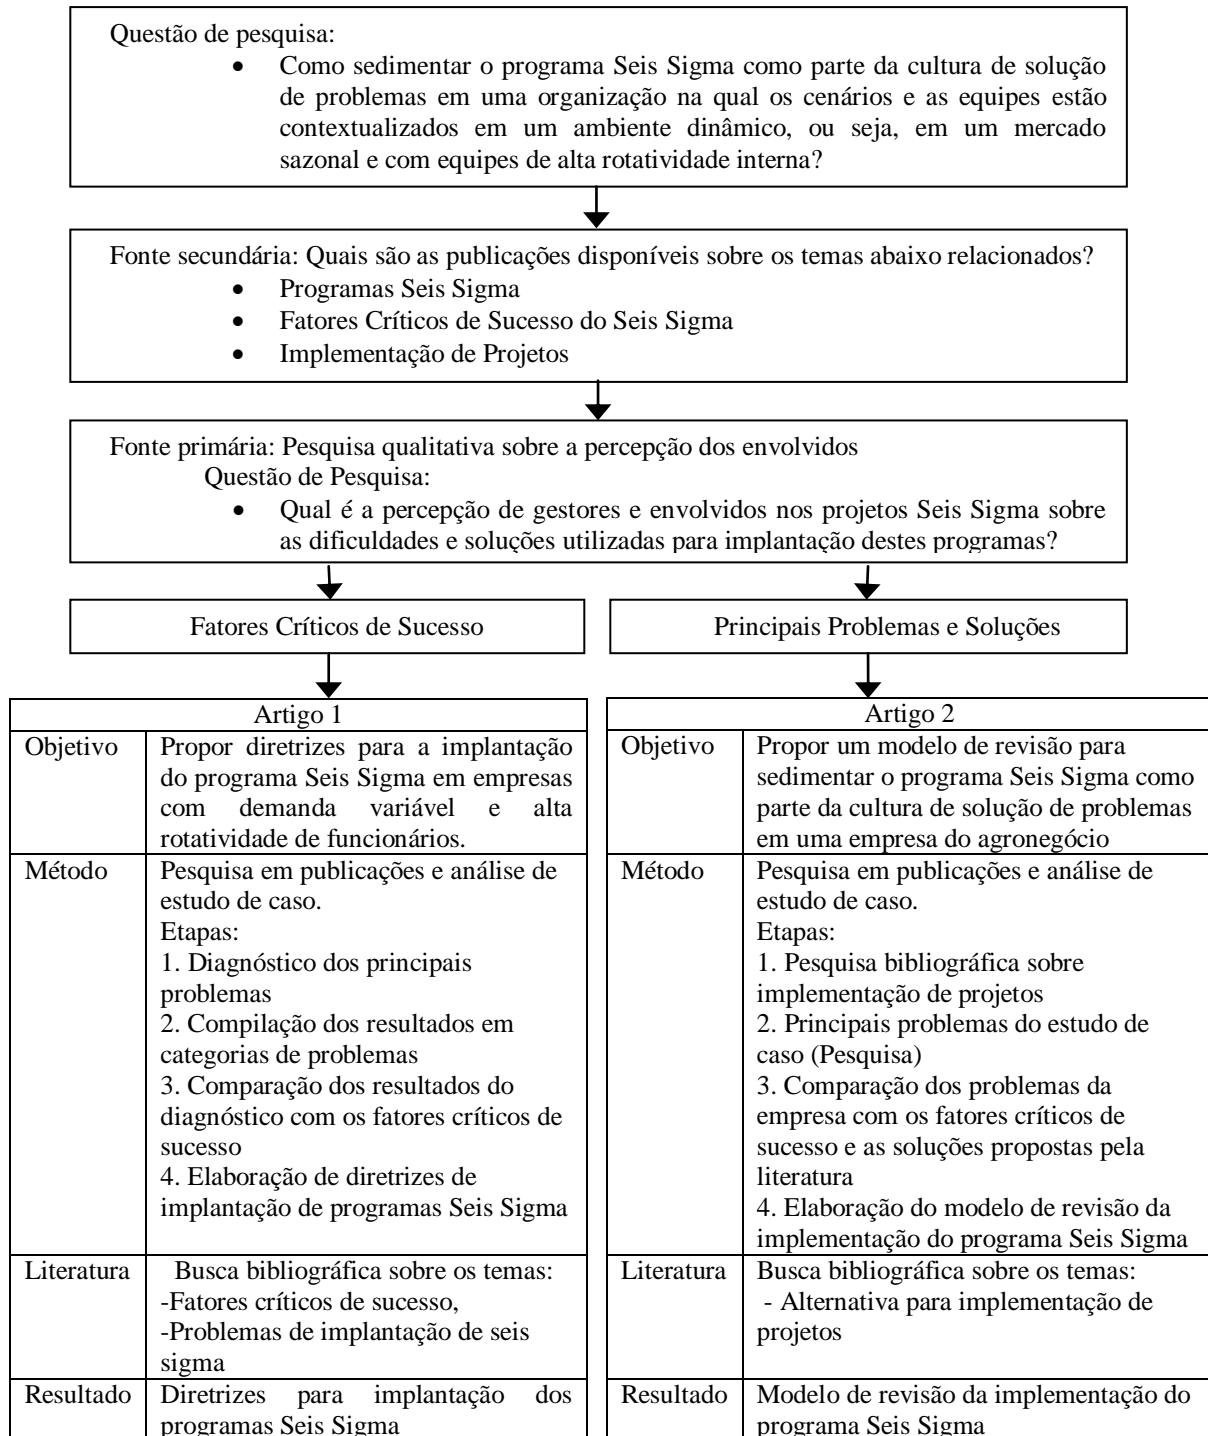 Questão de pesquisa:
• Como sedimentar o programa Seis Sigma como parte da cultura de solução
de problemas em uma organização na qual os cenários e as equipes estão
contextualizados em um ambiente dinâmico, ou seja, em um mercado
sazonal e com equipes de alta rotatividade interna?
Fonte secundária: Quais são as publicações disponíveis sobre os temas abaixo relacionados?
• Programas Seis Sigma
• Fatores Críticos de Sucesso do Seis Sigma
• Implementação de Projetos
Fonte primária: Pesquisa qualitativa sobre a percepção dos envolvidos
Questão de Pesquisa:
• Qual é a percepção de gestores e envolvidos nos projetos Seis Sigma sobre
as dificuldades e soluções utilizadas para implantação destes programas?
Fatores Críticos de Sucesso
Principais Problemas e Soluções
Artigo 1
Objetivo
Propor diretrizes para a implantação
do programa Seis Sigma em empresas
com demanda variável e alta
rotatividade de funcionários.
Método
Pesquisa em publicações e análise de
estudo de caso.
Etapas:
1. Diagnóstico dos principais
problemas
2. Compilação dos resultados em
categorias de problemas
3. Comparação dos resultados do
diagnóstico com os fatores críticos de
sucesso
4. Elaboração de diretrizes de
implantação de programas Seis Sigma
Literatura
Busca bibliográfica sobre os temas:
-Fatores críticos de sucesso,
-Problemas de implantação de seis
sigma
Resultado
Diretrizes para implantação dos
programas Seis Sigma
Artigo 2
Objetivo
Propor um modelo de revisão para
sedimentar o programa Seis Sigma como
parte da cultura de solução de problemas
em uma empresa do agronegócio
Método
Pesquisa em publicações e análise de
estudo de caso.
Etapas:
1. Pesquisa bibliográfica sobre
implementação de projetos
2. Principais problemas do estudo de
caso (Pesquisa)
3. Comparação dos problemas da
empresa com os fatores críticos de
sucesso e as soluções propostas pela
literatura
4. Elaboração do modelo de revisão da
implementação do programa Seis Sigma
Literatura
Busca bibliográfica sobre os temas:
- Alternativa para implementação de
projetos
Resultado
Modelo de revisão da implementação do
programa Seis Sigma